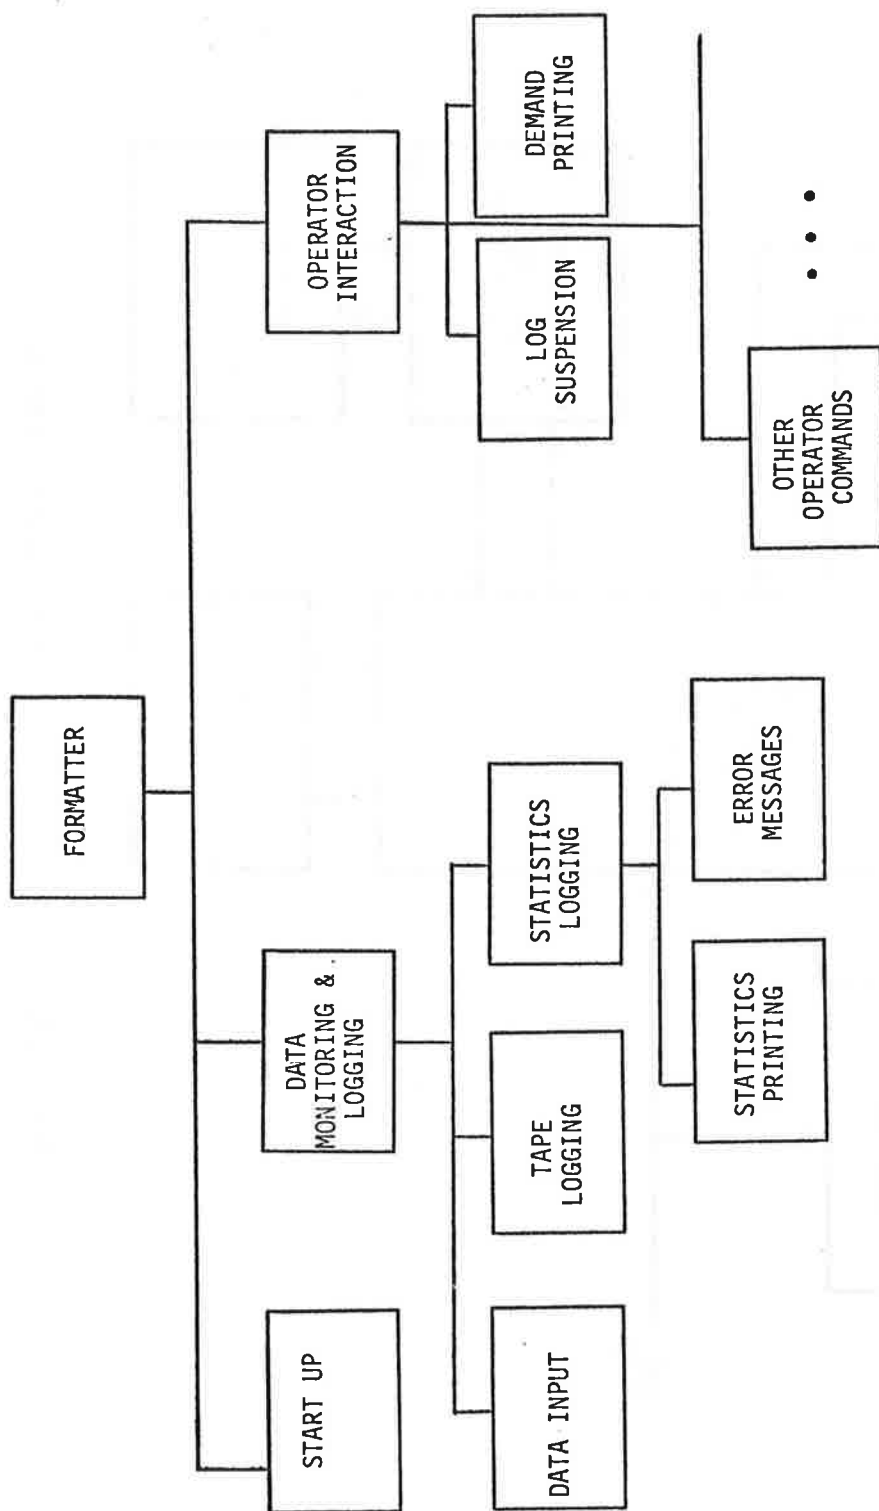 FORMATTER
START UP
DATA
MONITORING &
LOGGING
OPERATOR
INTERACTION
DATA INPUT
TAPE
LOGGING
STATISTICS
LOGGING
LOG
SUSPENSION
DEMAND
PRINTING
STATISTICS
PRINTING
ERROR
MESSAGES
OTHER
OPERATOR
COMMANDS
• • •